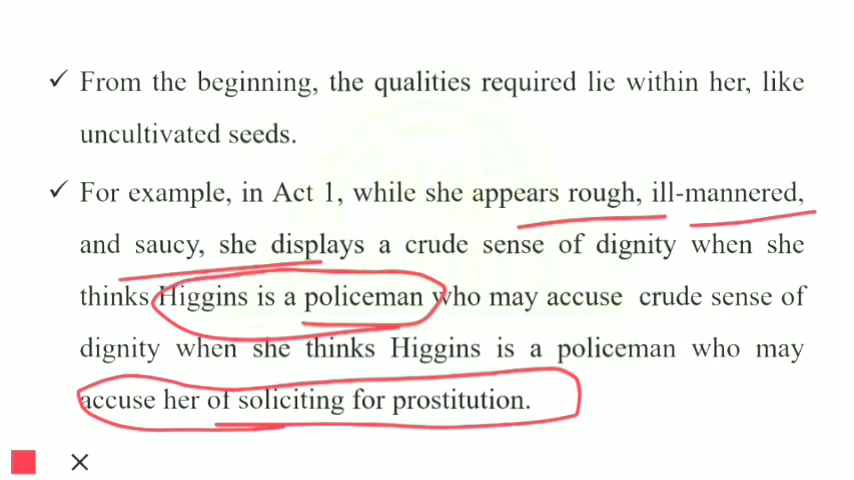 ✓ From the beginning, the qualities required lie within her, like
uncultivated seeds.
✓ For example, in Act 1, while she appears rough, ill-mannered,
and saucy, she displays a crude sense of dignity when she
thinks Higgins is a policeman who may accuse crude sense of
dignity when she thinks Higgins is a policeman who may
accuse her of soliciting for prostitution.